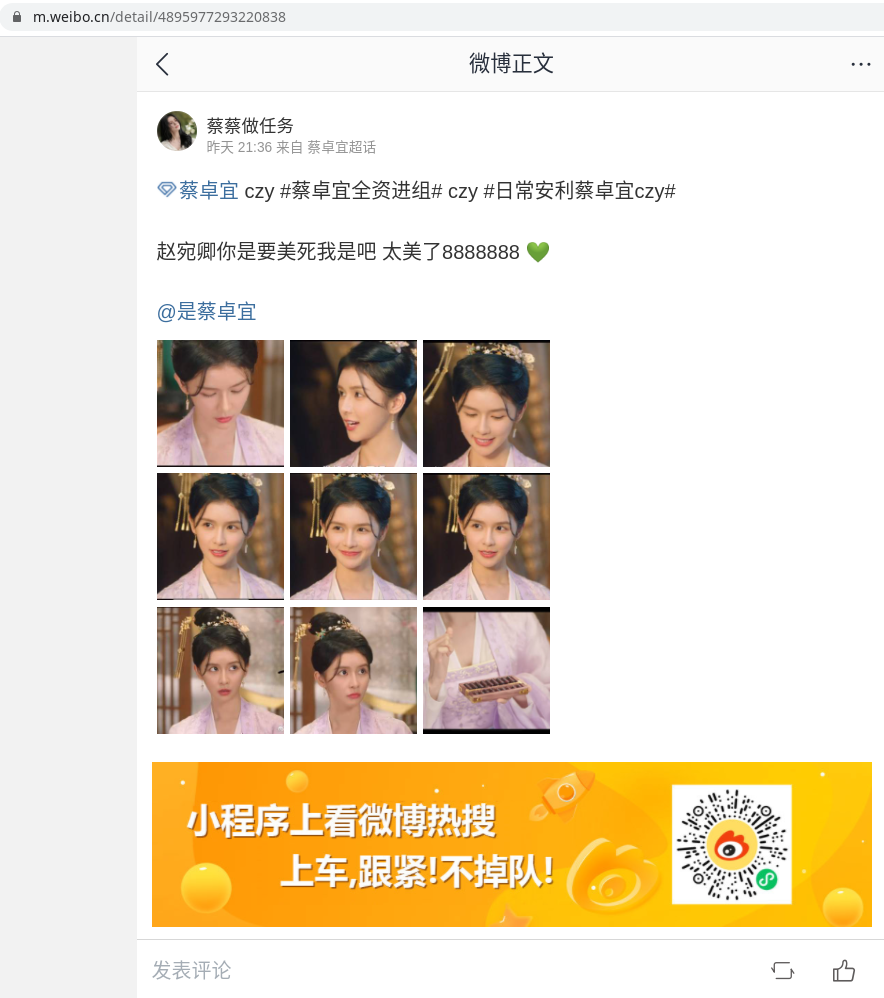 m.weibo.cn/detail/4895977293220838
微博正文
蔡蔡做任务
昨天 21:36 来自 蔡卓宜超话
蔡卓宜 czy #蔡卓宜全资进组# czy #日常安利蔡卓宜czy#
赵宛卿你是要美死我是吧 太美了8888888 💚
@是蔡卓宜
小程序上看微博热搜
上车,跟紧!不掉队!
发表评论